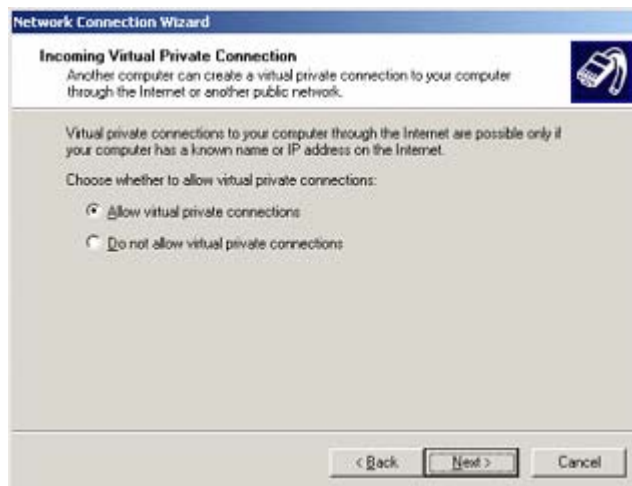 Network Connection Wizard
Incoming Virtual Private Connection
Another computer can create a virtual private connection to your computer
through the Internet or another public network.
Virtual private connections to your computer through the Internet are possible only if
your computer has a known name or IP address on the Internet.
Choose whether to allow virtual private connections:
Allow virtual private connections
Do not allow virtual private connections
< Back Next > Cancel